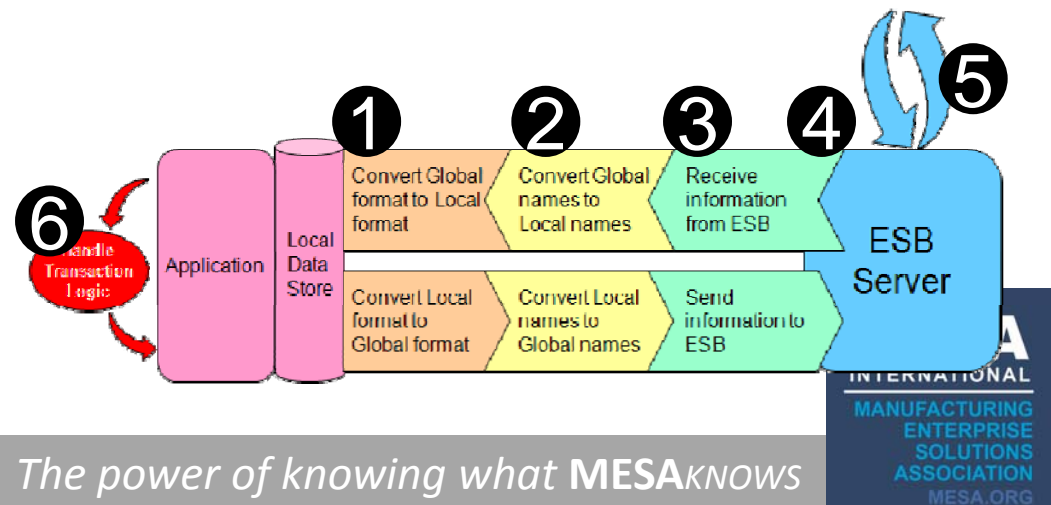 1
2
3
4
5
6
Convert Global
format to Local
format
Convert Global
names to
Local names
Receive
information
from ESB
ESB
Server
Handle
Transaction
Logic
Application
Local
Data
Store
Convert Local
format to
Global format
Convert Local
names to
Global names
Send
information to
ESB
A
INTERNATIONAL
MANUFACTURING
ENTERPRISE
SOLUTIONS
ASSOCIATION
MESA.ORG
The power of knowing what MESAKNOWS